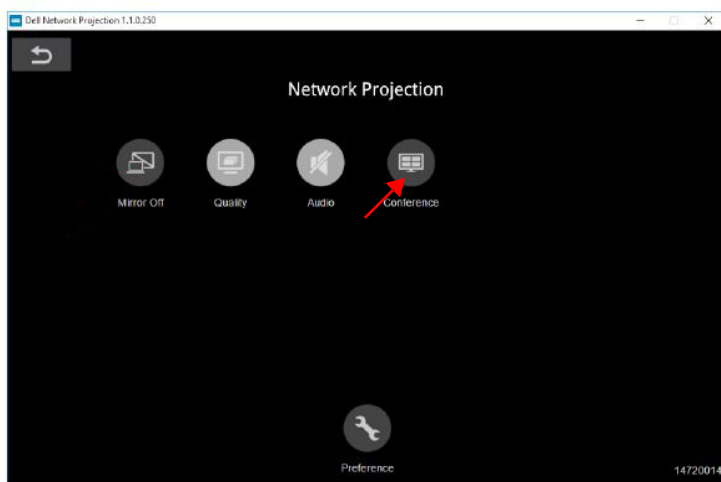 Dell Network Projection 1.1.0.250
Network Projection
Mirror Off
Quality
Audio
Conference
Preference
14720014